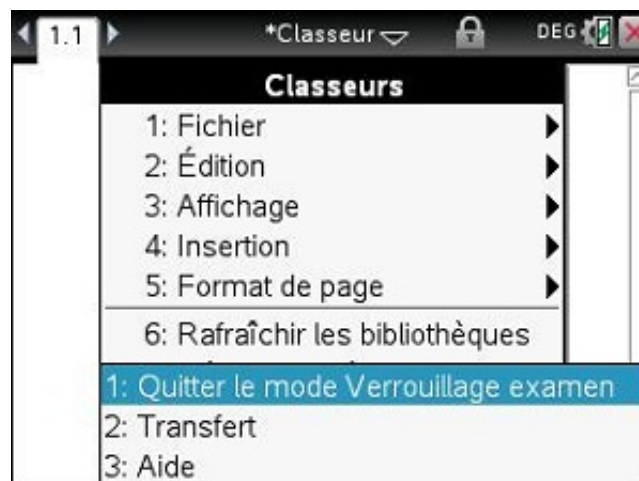 1.1 *Classeur DEG
Classeurs
1: Fichier
2: Édition
3: Affichage
4: Insertion
5: Format de page
6: Rafraîchir les bibliothèques
1: Quitter le mode Verrouillage examen
2: Transfert
3: Aide